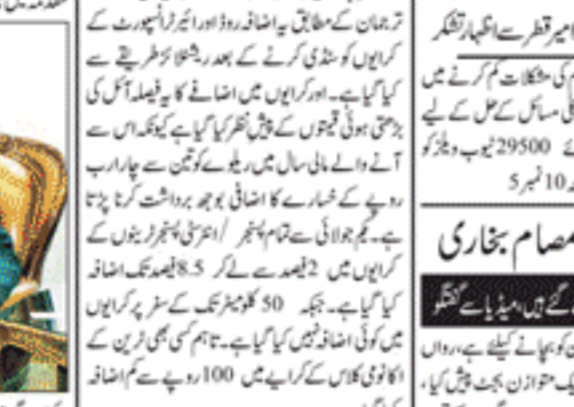 ترجمان کے مطابق یہ اضافہ روڈ اور ائیر ٹرانسپورٹ کے
کرایوں کو سٹڈی کرنے کے بعد ریشنلائز طریقے سے
کیا گیا ہے۔ اور کرایوں میں اضافے کا یہ فیصلہ آئل کی
بڑھتی ہوئی قیمتوں کے پیش نظر کیا گیا ہے کیونکہ اس سے
آنے والے مالی سال میں ریلوے کو تین سے چار ارب
روپے کے خسارے کا اضافی بوجھ برداشت کرنا پڑتا
ہے۔ یکم جولائی سے تمام پسنجر / انٹرسٹی پسنجر ٹرینوں کے
کرایوں میں 2 فیصد سے لے کر 8.5 فیصد تک اضافہ
کیا گیا ہے۔ جبکہ 50 کلومیٹر تک کے سفر پر کرایوں
میں کوئی اضافہ نہیں کیا گیا ہے۔ تاہم کسی بھی ٹرین کے
اکانومی کلاس کے کرایے میں 100 روپے سے کم اضافہ
امیر قطر سے اظہار تشکر
کی مشکلات کم کرنے میں
مسائل کے حل کے لیے
29500 ٹیوب ویلز کو
10 نمبر 5
بخاری
گئے ہیں، میڈیا سے گفتگو
کو بچانے کیلئے ہے، رواں
متوازن بجٹ پیش کیا،